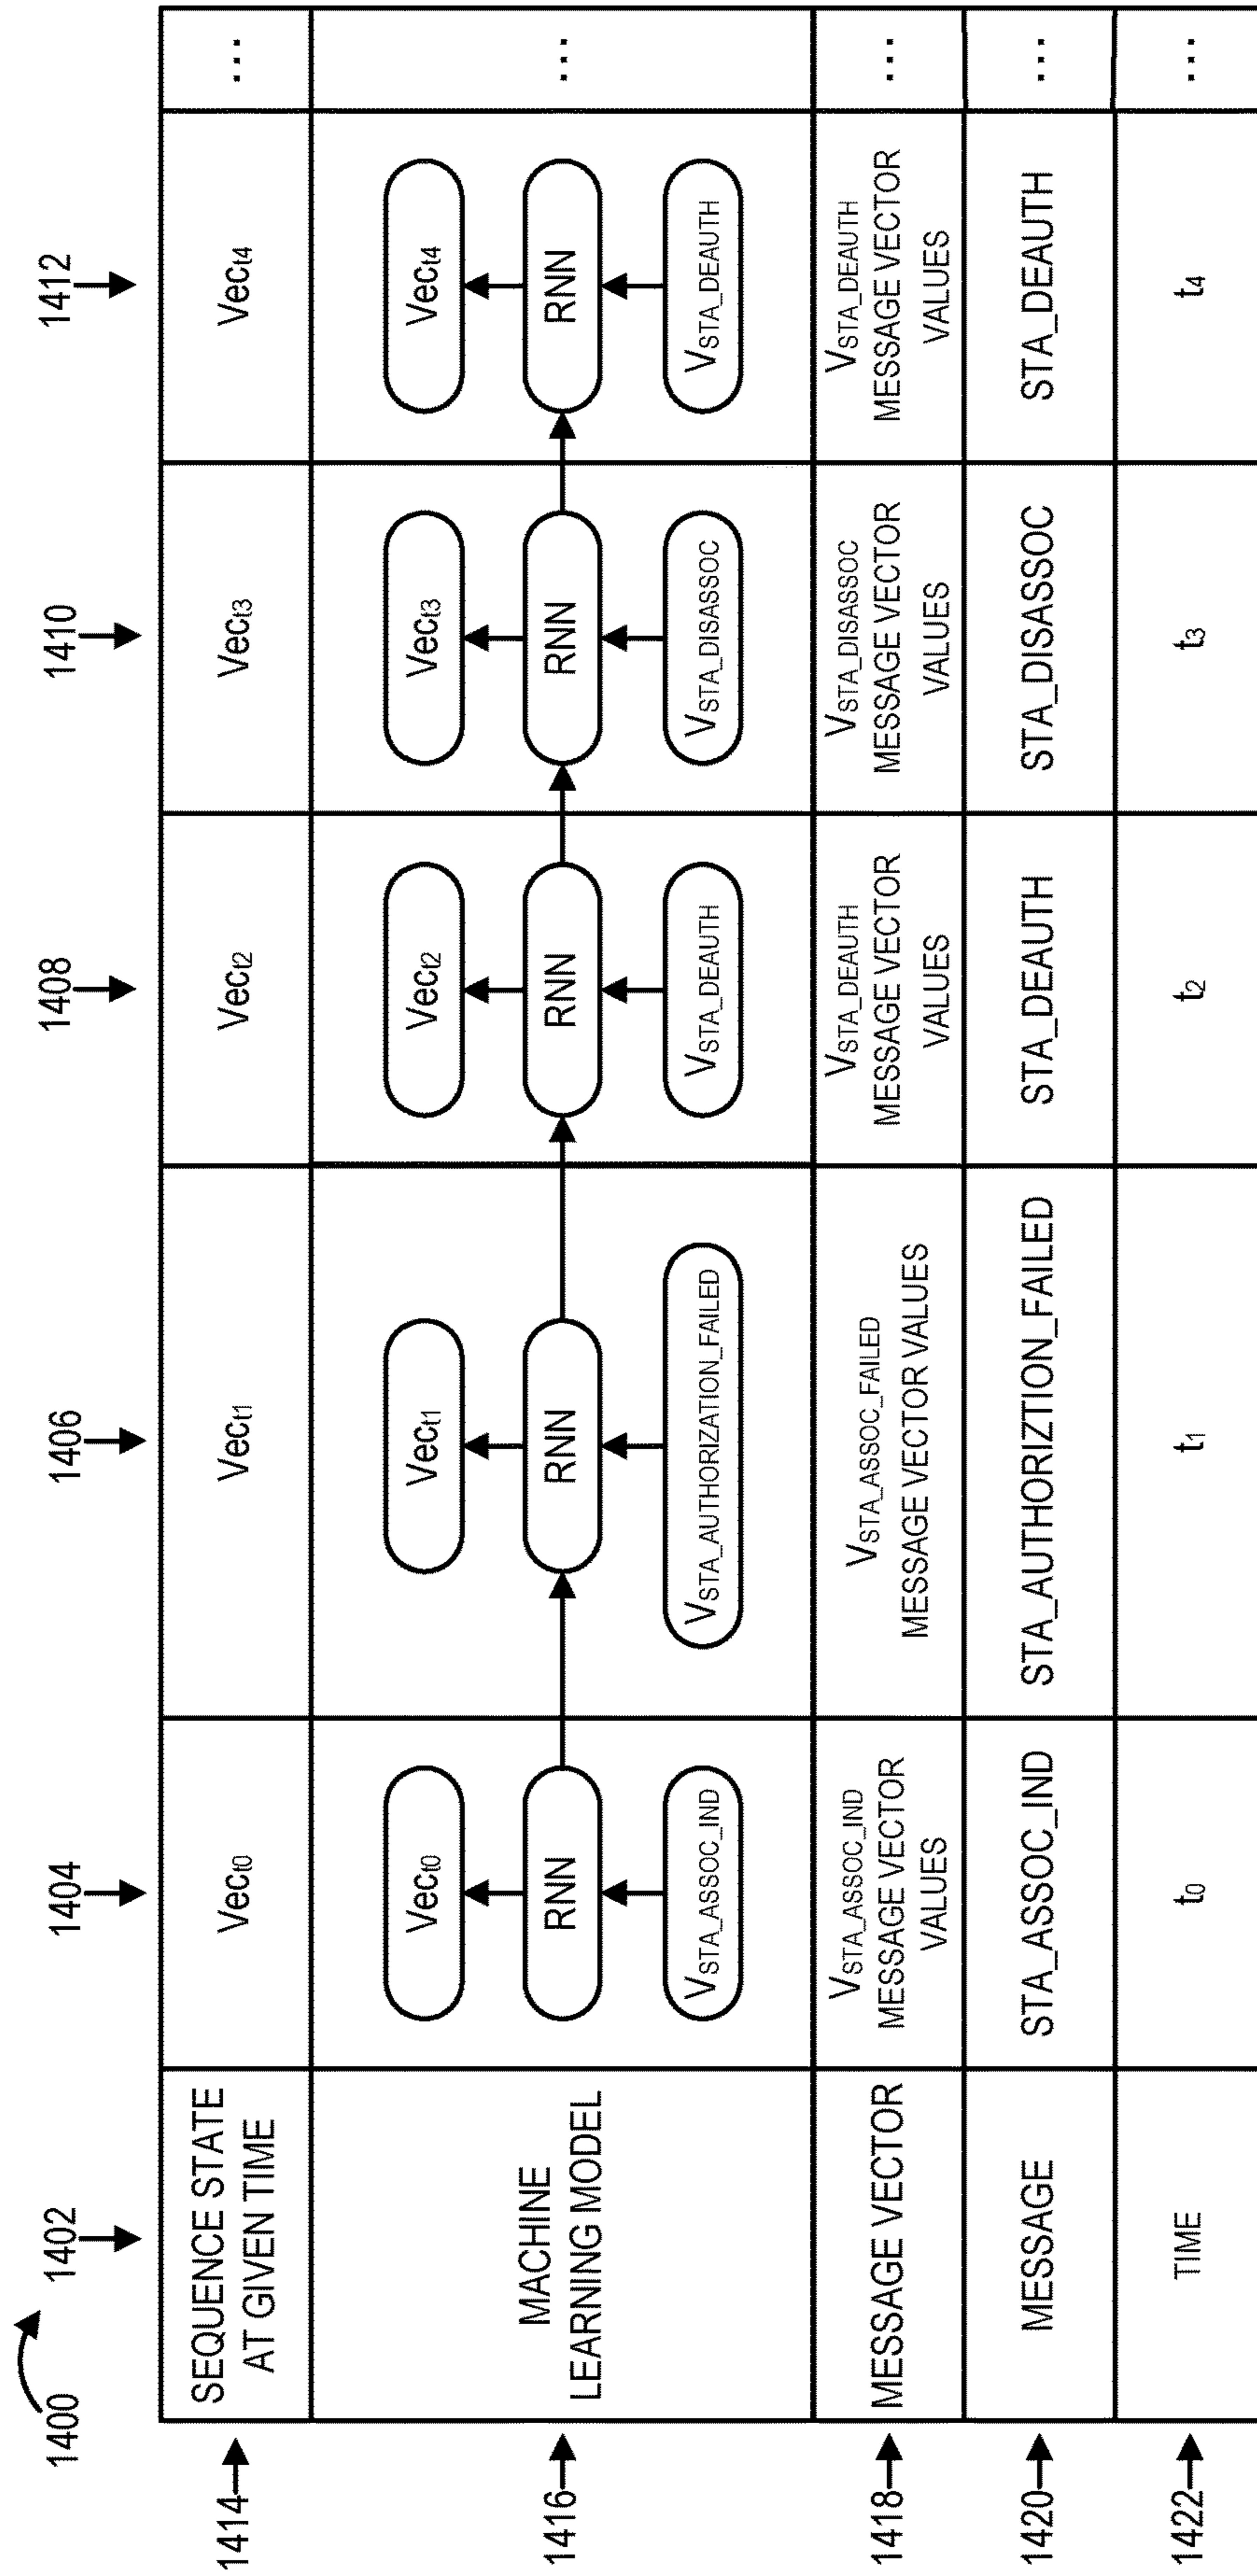 1400
1402
1404
1406
1408
1410
1412
1414
SEQUENCE STATE
AT GIVEN TIME
Vect0
Vect1
Vect2
Vect3
Vect4
...
1416
MACHINE
LEARNING MODEL
Vect0
RNN
VSTA_ASSOC_IND
Vect1
RNN
VSTA_AUTHORIZATION_FAILED
Vect2
RNN
VSTA_DEAUTH
Vect3
RNN
VSTA_DISASSOC
Vect4
RNN
VSTA_DEAUTH
...
1418
MESSAGE VECTOR
VSTA_ASSOC_IND
MESSAGE VECTOR
VALUES
VSTA_ASSOC_FAILED
MESSAGE VECTOR VALUES
VSTA_DEAUTH
MESSAGE VECTOR
VALUES
VSTA_DISASSOC
MESSAGE VECTOR
VALUES
VSTA_DEAUTH
MESSAGE VECTOR
VALUES
...
1420
MESSAGE
STA_ASSOC_IND
STA_AUTHORIZTION_FAILED
STA_DEAUTH
STA_DISASSOC
STA_DEAUTH
...
1422
TIME
t0
t1
t2
t3
t4
...